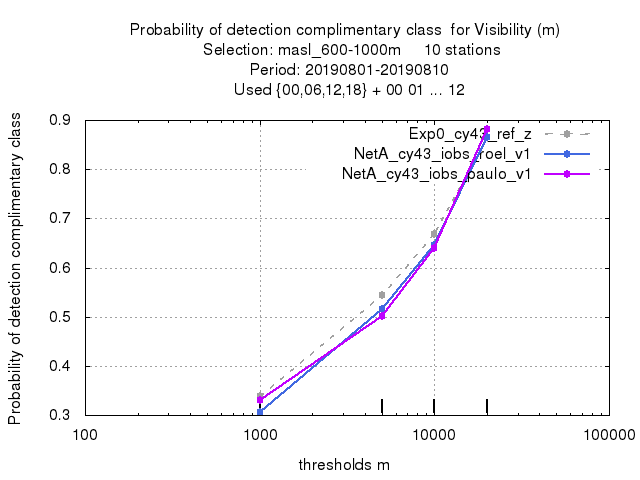 Probability of detection complimentary class  for Visibility (m)
Selection: masl_600-1000m     10 stations
Period: 20190801-20190810
Used {00,06,12,18} + 00 01 ... 12
Probability of detection complimentary class
0.9
0.8
0.7
0.6
0.5
0.4
0.3
Exp0_cy43_ref_z
NetA_cy43_iobs_roel_v1
NetA_cy43_iobs_paulo_v1
100
1000
10000
100000
thresholds m